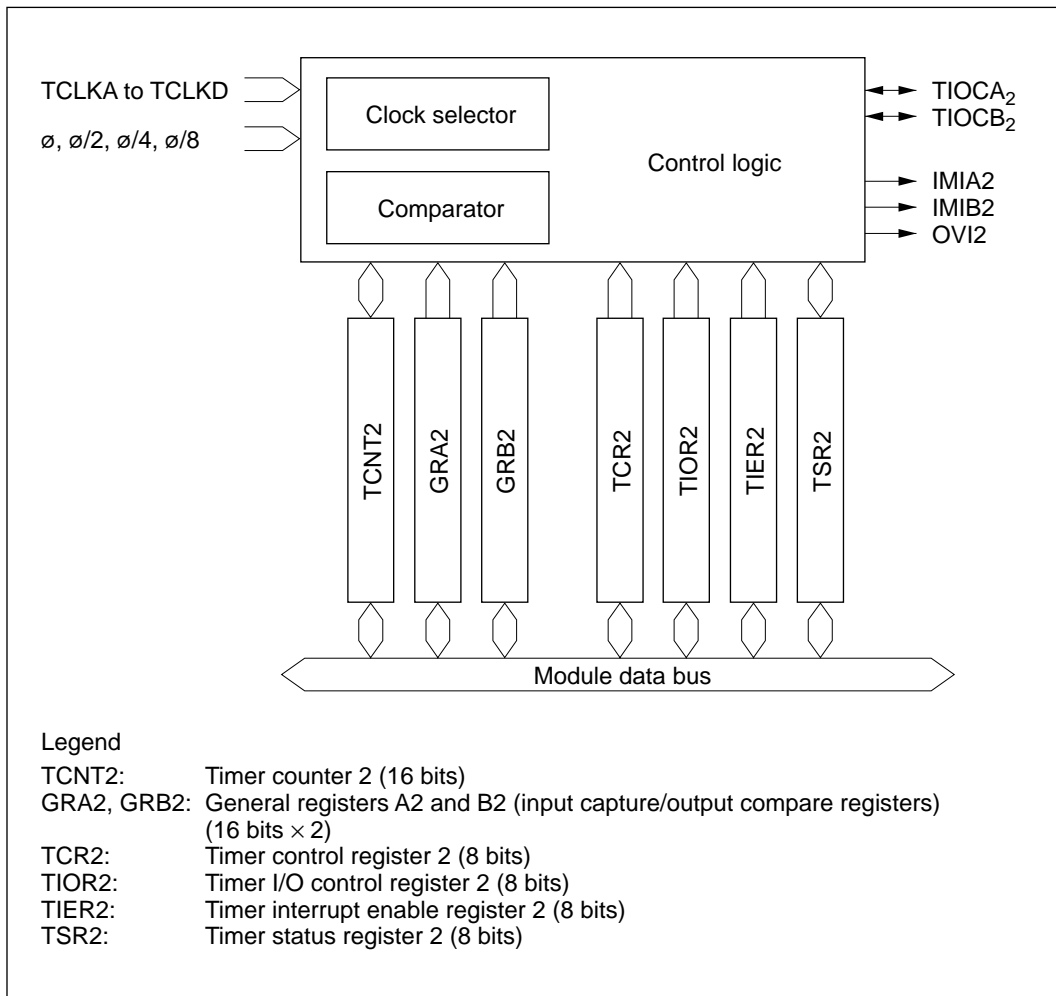 TCLKA to TCLKD
ø, ø/2, ø/4, ø/8
Clock selector
Comparator
Control logic
TIOCA2
TIOCB2
IMIA2
IMIB2
OVI2
TCNT2
GRA2
GRB2
TCR2
TIOR2
TIER2
TSR2
Module data bus
Legend
TCNT2: Timer counter 2 (16 bits)
GRA2, GRB2: General registers A2 and B2 (input capture/output compare registers)
(16 bits × 2)
TCR2: Timer control register 2 (8 bits)
TIOR2: Timer I/O control register 2 (8 bits)
TIER2: Timer interrupt enable register 2 (8 bits)
TSR2: Timer status register 2 (8 bits)